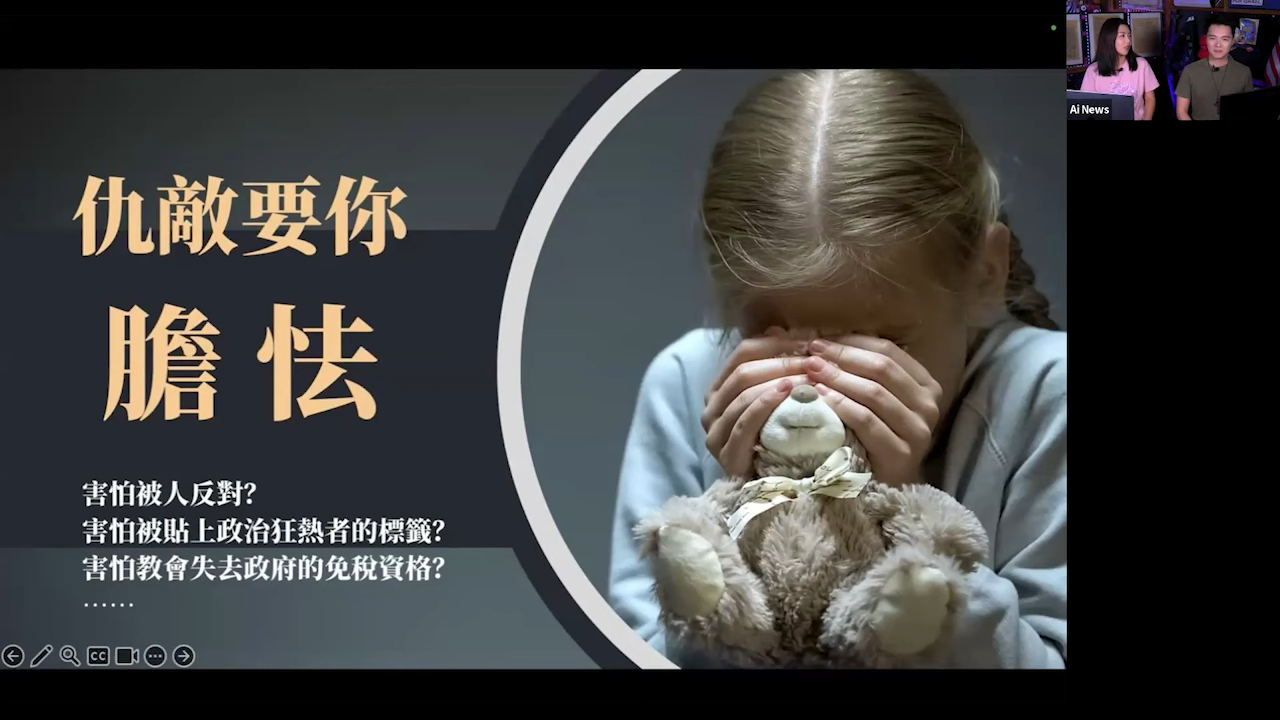 仇敵要你
膽怯
害怕被人反對?
害怕被貼上政治狂熱者的標籤?
害怕教會失去政府的免稅資格?
......
CC
Ai News